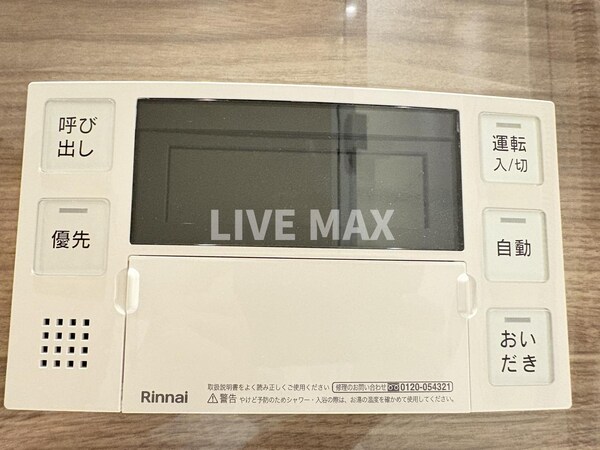 呼び
出し
優先
運転
入/切
自動
おい
だき
LIVE MAX
Rinnai
取扱説明書をよく読み正しくご使用ください 修理のお問い合わせ 0120-054321
⚠警告 やけど予防のためシャワー・入浴の際は、お湯の温度を確かめて使用してください。